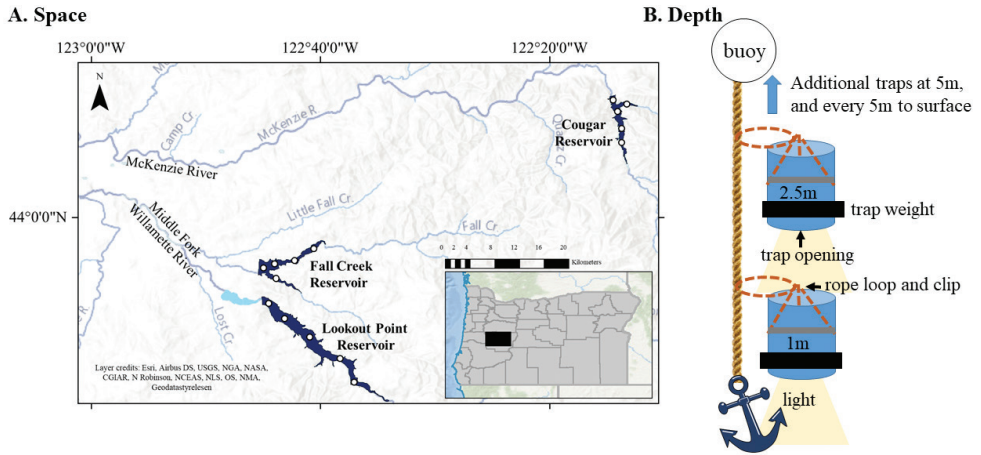 A. Space
123°0'0"W
122°40'0"W
122°20'0"W
44°0'0"N
N
Camp Cr
McKenzie R
McKenzie River
Quartz Cr
Cougar
Reservoir
Middle Fork
Willamette River
Little Fall Cr
Fall Cr
Fall Creek
Reservoir
Lost Cr
Lookout Point
Reservoir
0 2 4 8 12 16 20
Kilometers
Layer credits: Esri, Airbus DS, USGS, NGA, NASA,
CGIAR, N Robinson, NCEAS, NLS, OS, NMA,
Geodatastyrelesen
B. Depth
buoy
Additional traps at 5m,
and every 5m to surface
2.5m
trap weight
trap opening
rope loop and clip
1m
light